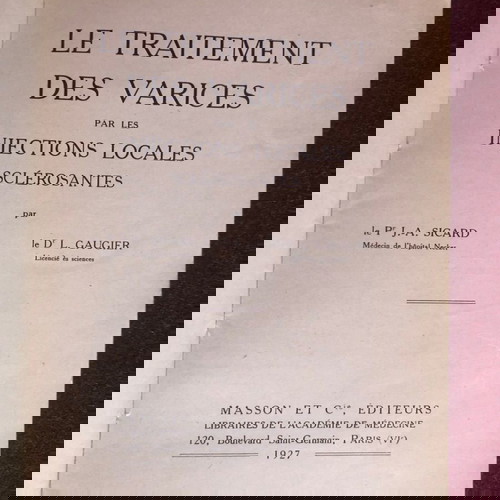 LE TRAITEMENT
DES VARICES
PAR LES
INJECTIONS LOCALES
SCLÉROSANTES
par
le Pr J.-A. SICARD
Médecin de l'hôpital Necker
le Dr L. GAUGIER
Licencié ès sciences
MASSON ET Cie, ÉDITEURS
LIBRAIRES DE L'ACADÉMIE DE MÉDECINE
120, Boulevard Saint-Germain, PARIS (VIe)
1927